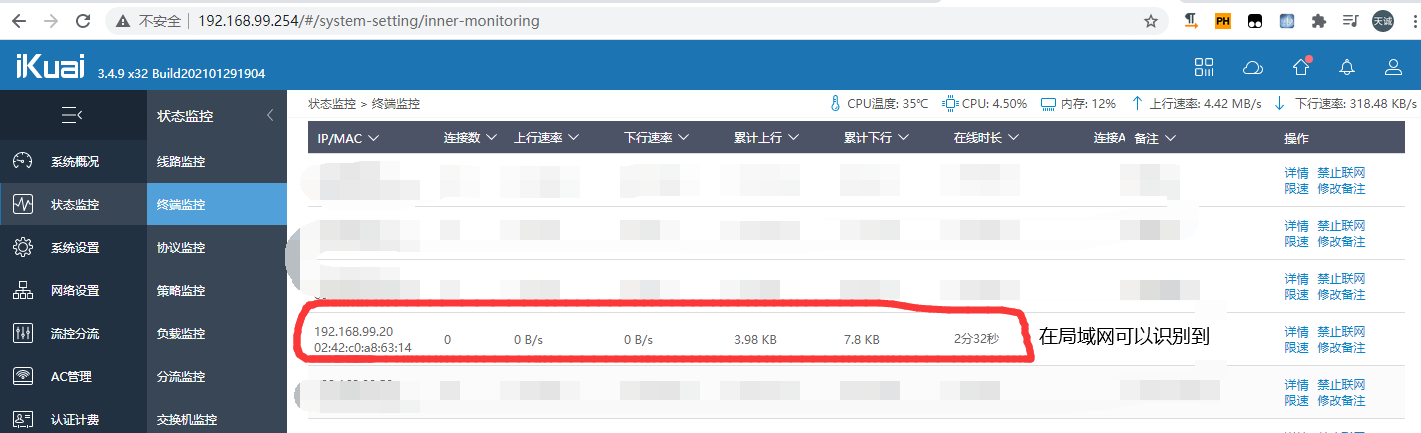 不安全 192.168.99.254/#/system-setting/inner-monitoring
PH
天诚
iKuai 3.4.9 x32 Build202101291904
状态监控 > 终端监控
CPU温度: 35℃ CPU: 4.50% 内存: 12% 上行速率: 4.42 MB/s 下行速率: 318.48 KB/s
状态监控
系统概况
状态监控
系统设置
网络设置
流控分流
AC管理
认证计费
线路监控
终端监控
协议监控
策略监控
负载监控
分流监控
交换机监控
IP/MAC 连接数 上行速率 下行速率 累计上行 累计下行 在线时长 连接A 备注 操作
详情 禁止联网
限速 修改备注
详情 禁止联网
限速 修改备注
详情 禁止联网
限速 修改备注
192.168.99.20
02:42:c0:a8:63:14
0 0 B/s 0 B/s 3.98 KB 7.8 KB 2分32秒
在局域网可以识别到
详情 禁止联网
限速 修改备注
详情 禁止联网
限速 修改备注